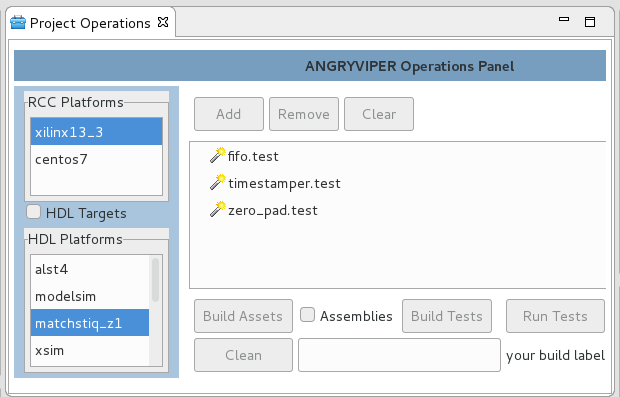 Project Operations
ANGRYVIPER Operations Panel
RCC Platforms
xilinx13_3
centos7
HDL Targets
HDL Platforms
alst4
modelsim
matchstiq_z1
xsim
Add Remove Clear
fifo.test
timestamper.test
zero_pad.test
Build Assets Assemblies Build Tests Run Tests
Clean your build label